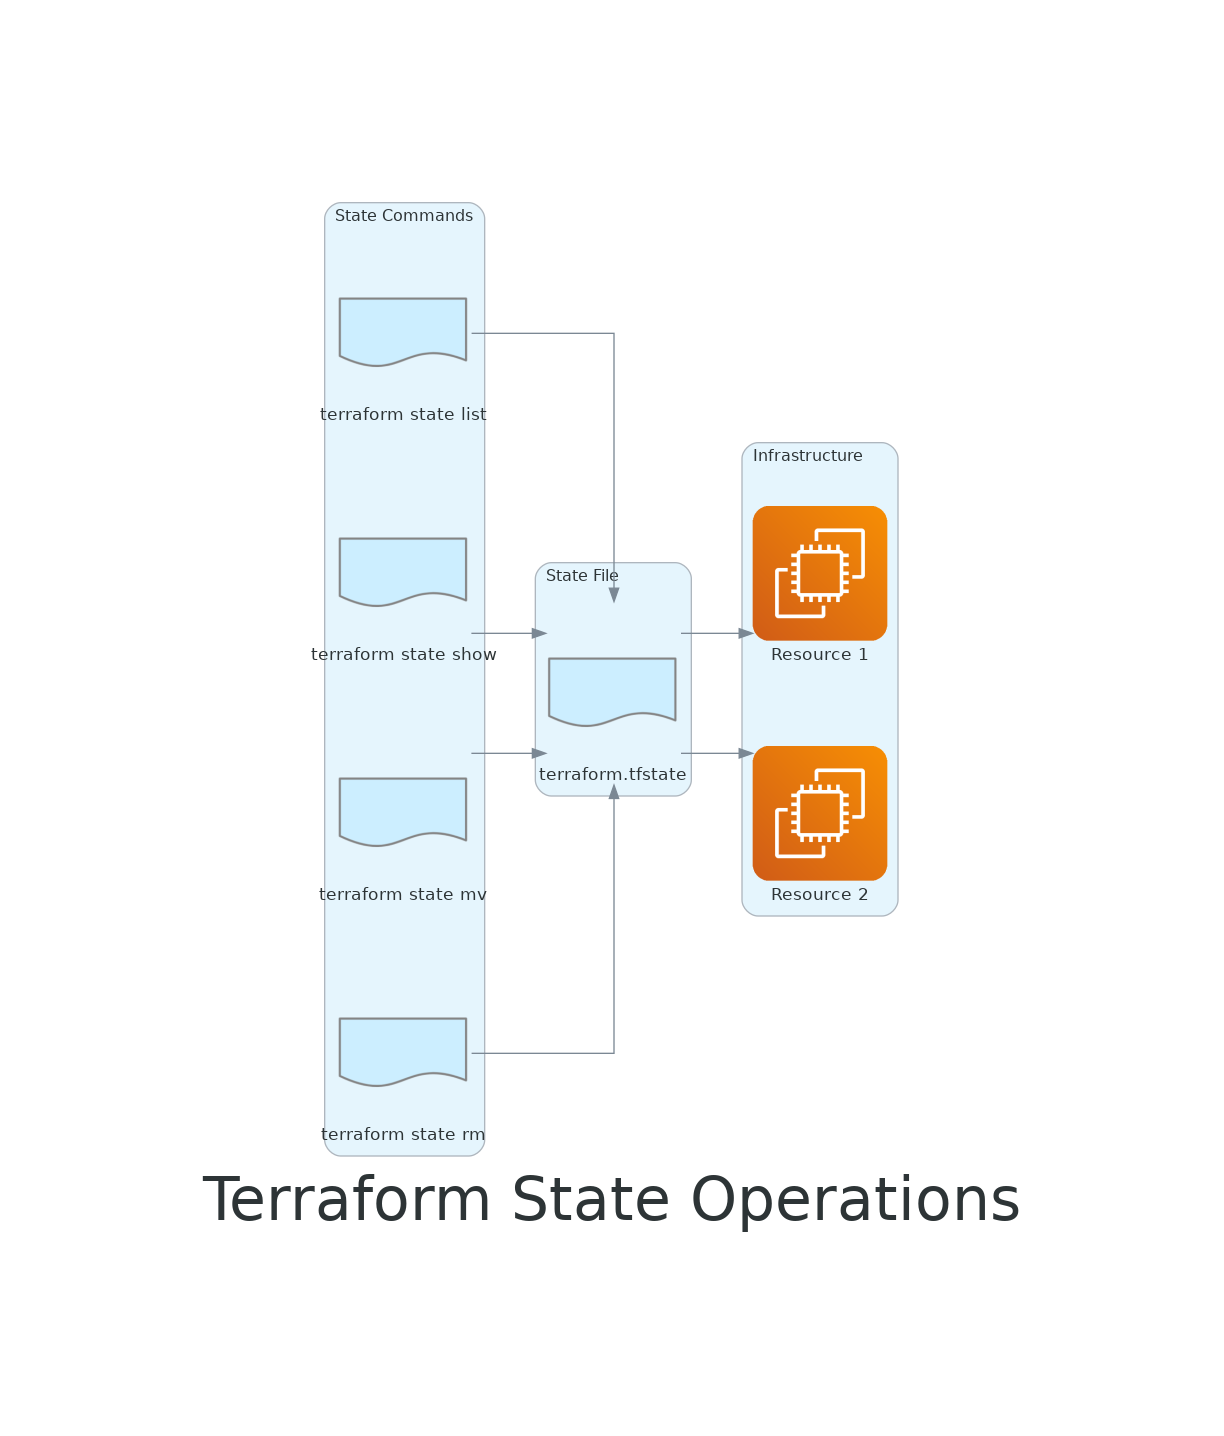 State Commands
terraform state list
terraform state show
terraform state mv
terraform state rm
State File
terraform.tfstate
Infrastructure
Resource 1
Resource 2
Terraform State Operations